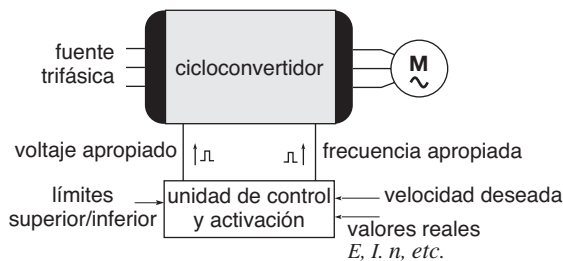 fuente
trifásica
cicloconvertidor
M
voltaje apropiado
frecuencia apropiada
límites
superior/inferior
unidad de control
y activación
velocidad deseada
valores reales
E, I. n, etc.